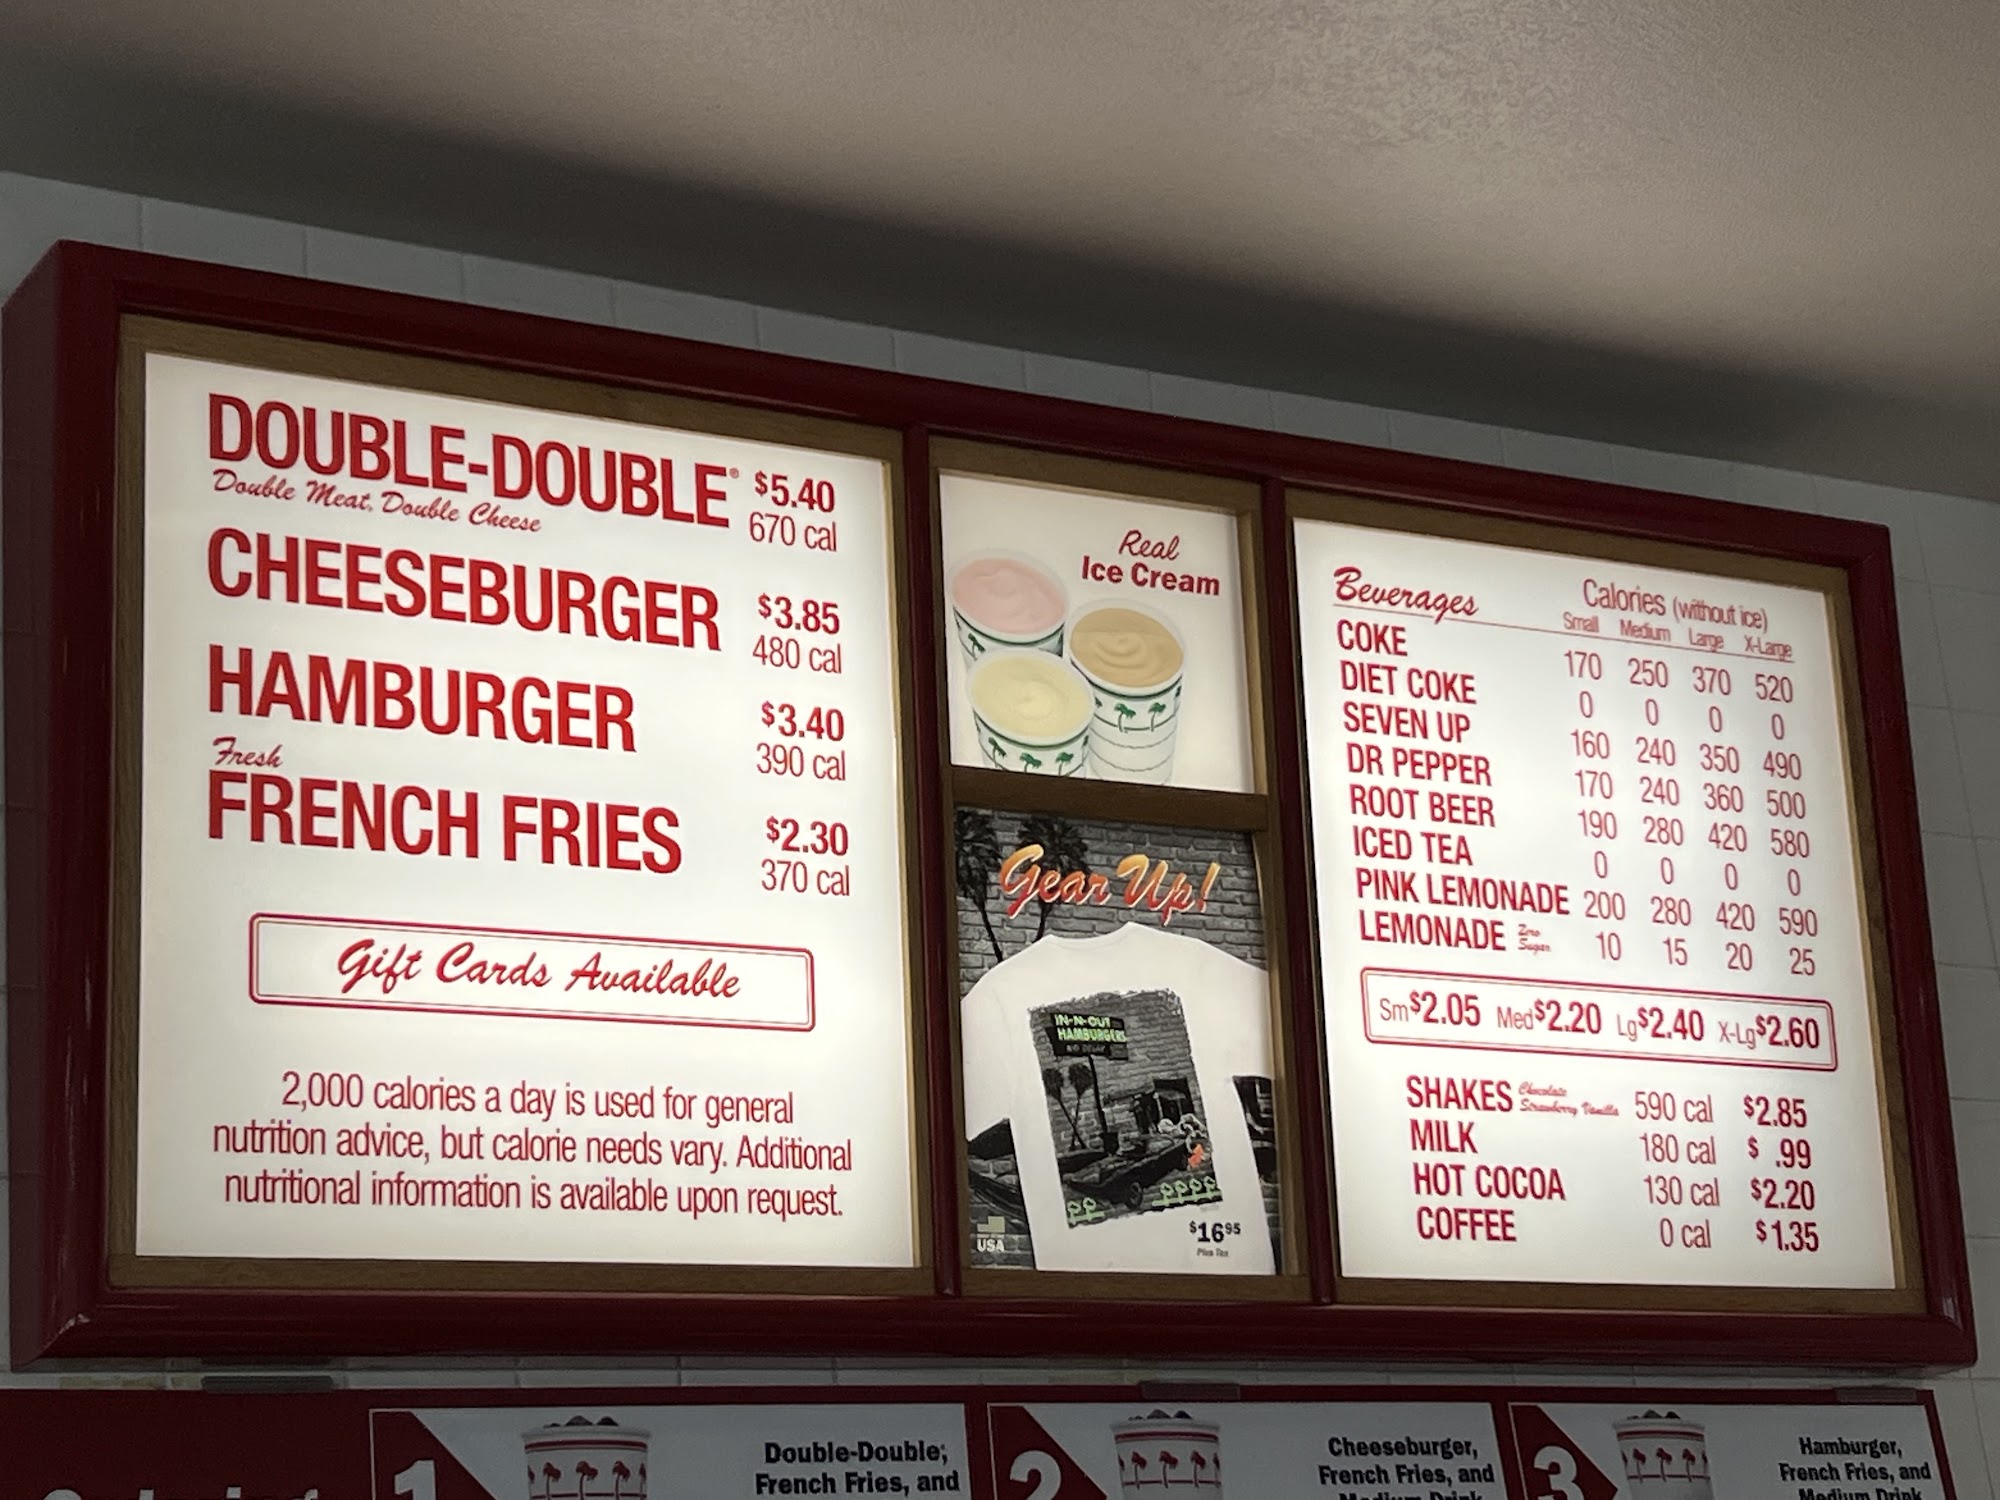 DOUBLE-DOUBLE® $5.40
Double Meat, Double Cheese 670 cal
CHEESEBURGER $3.85
480 cal
HAMBURGER $3.40
390 cal
Fresh
FRENCH FRIES $2.30
370 cal
Gift Cards Available
2,000 calories a day is used for general
nutrition advice, but calorie needs vary. Additional
nutritional information is available upon request.
Real
Ice Cream
Gear Up!
IN-N-OUT
HAMBURGERS
NO DELAY
USA
$16.95
Plus Tax
Beverages Calories (without ice)
Small Medium Large X-Large
COKE 170 250 370 520
DIET COKE 0 0 0 0
SEVEN UP 160 240 350 490
DR PEPPER 170 240 360 500
ROOT BEER 190 280 420 580
ICED TEA 0 0 0 0
PINK LEMONADE 200 280 420 590
LEMONADE Zero Sugar 10 15 20 25
Sm $2.05 Med $2.20 Lg $2.40 X-Lg $2.60
SHAKES Chocolate Strawberry Vanilla 590 cal $2.85
MILK 180 cal $ .99
HOT COCOA 130 cal $2.20
COFFEE 0 cal $1.35
1
Double-Double,
French Fries, and
2
Cheeseburger,
French Fries, and
Medium Drink
3
Hamburger,
French Fries, and
Medium Drink